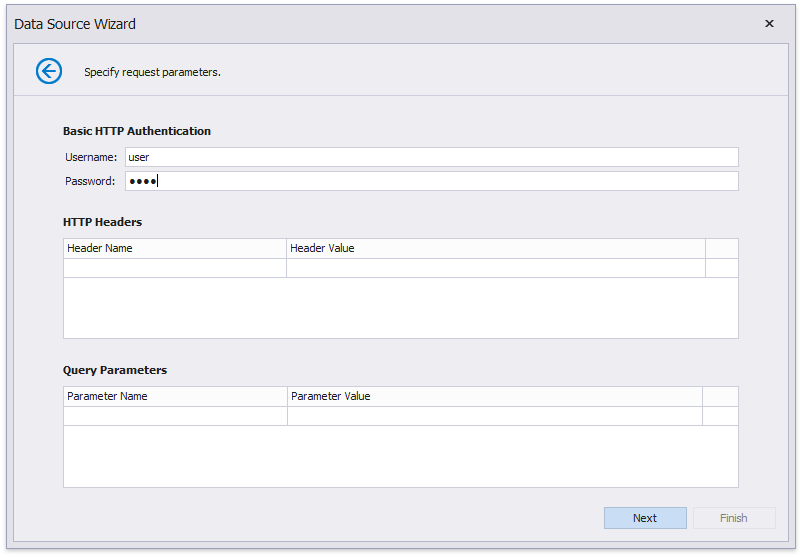 Data Source Wizard
Specify request parameters.
Basic HTTP Authentication
Username: user
Password: ••••
HTTP Headers
Header Name Header Value
Query Parameters
Parameter Name Parameter Value
Next Finish